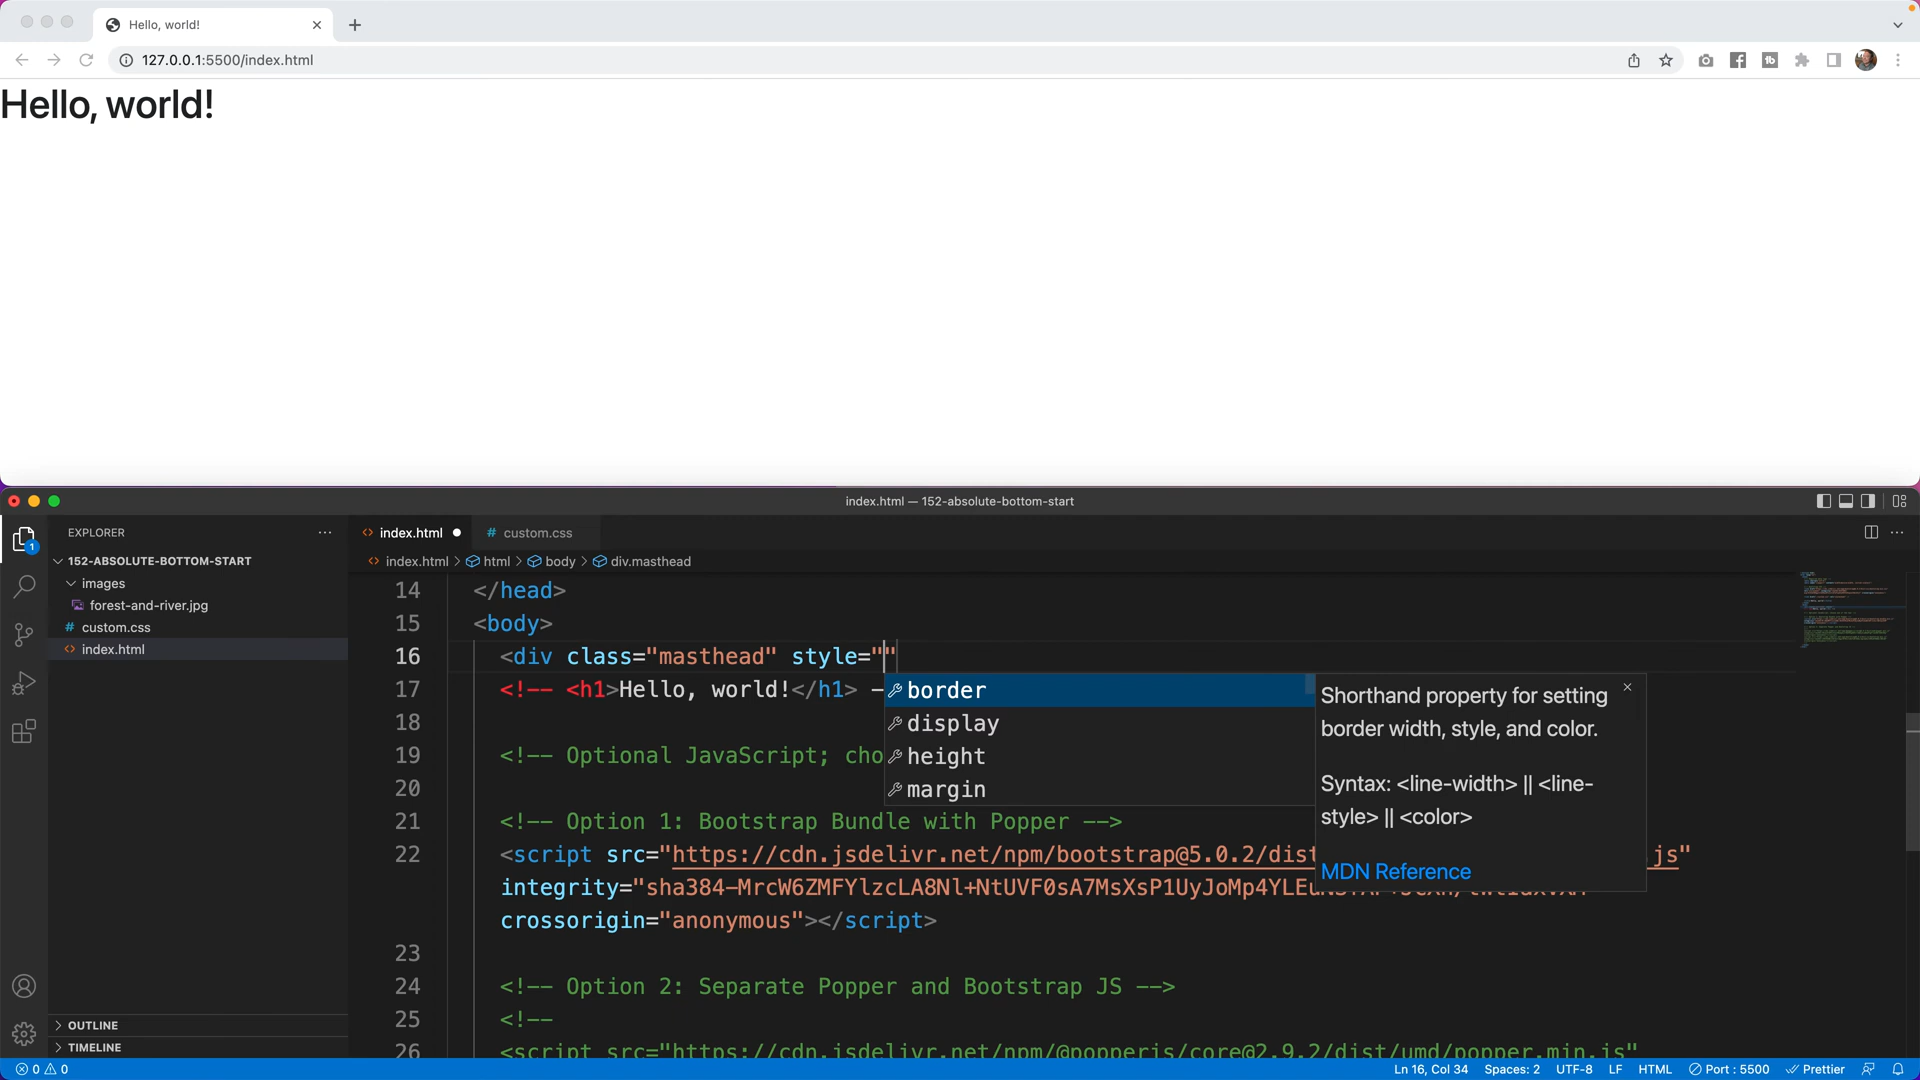 Hello, world!
127.0.0.1:5500/index.html
Hello, world!
index.html — 152-absolute-bottom-start
EXPLORER
index.html
# custom.css
152-ABSOLUTE-BOTTOM-START
index.html > html > body > div.masthead
images
forest-and-river.jpg
# custom.css
index.html
1
14 </head>
15 <body>
16 <div class="masthead" style=""
17 <!-- <h1>Hello, world!</h1> –
18
19 <!-- Optional JavaScript; cho
20
21 <!-- Option 1: Bootstrap Bundle with Popper -->
22 <script src="https://cdn.jsdelivr.net/npm/bootstrap@5.0.2/dist .js"
integrity="sha384-MrcW6ZMFYlzcLA8Nl+NtUVF0sA7MsXsP1UyJoMp4YLEu
crossorigin="anonymous"></script>
23
24 <!-- Option 2: Separate Popper and Bootstrap JS -->
25 <!--
26 <script src="https://cdn.jsdelivr.net/npm/@popperjs/core@2.9.2/dist/umd/popper.min.js"
border
display
height
margin
Shorthand property for setting
border width, style, and color.
Syntax: <line-width> || <line-
style> || <color>
MDN Reference
OUTLINE
TIMELINE
0 0
Ln 16, Col 34 Spaces: 2 UTF-8 LF HTML Port : 5500 Prettier